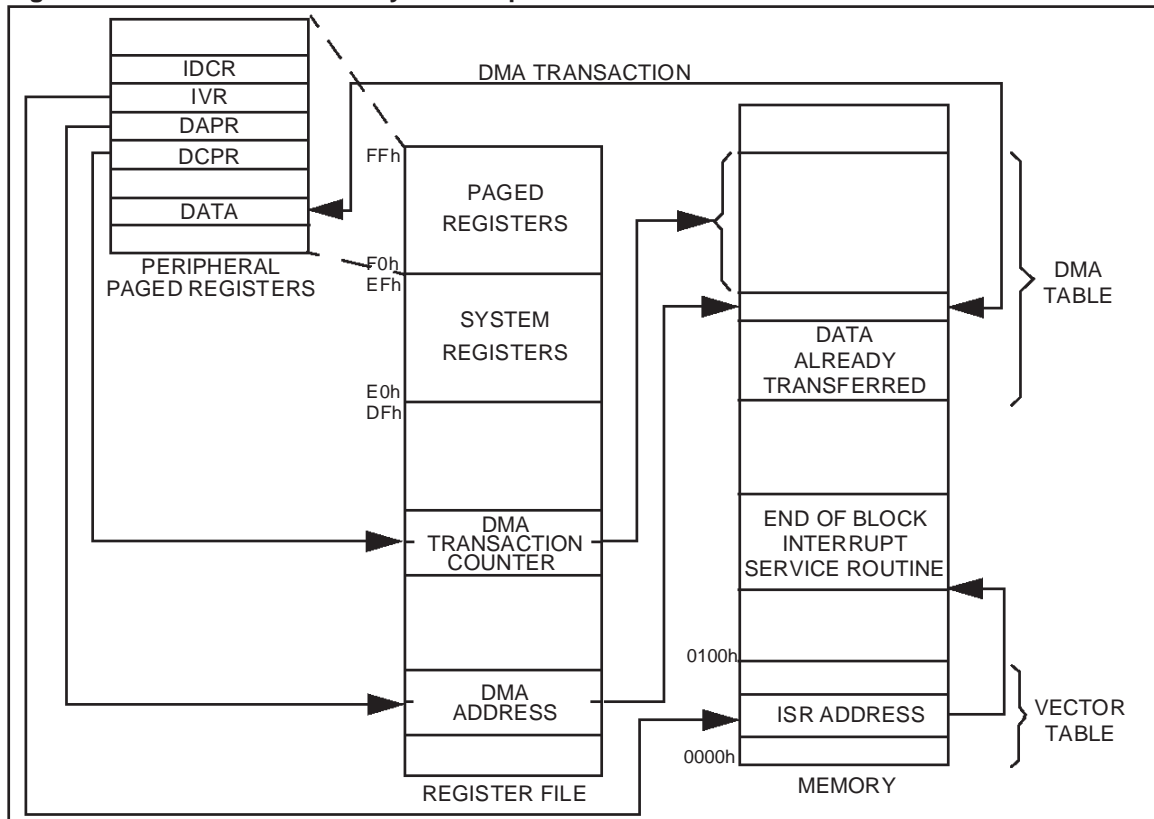 IDCR
IVR
DAPR
DCPR
DATA
PERIPHERAL
PAGED REGISTERS
DMA TRANSACTION
FFh
PAGED
REGISTERS
F0h
EFh
SYSTEM
REGISTERS
E0h
DFh
DMA
TRANSACTION
COUNTER
DMA
ADDRESS
REGISTER FILE
DATA
ALREADY
TRANSFERRED
DMA
TABLE
END OF BLOCK
INTERRUPT
SERVICE ROUTINE
0100h
ISR ADDRESS
0000h
VECTOR
TABLE
MEMORY